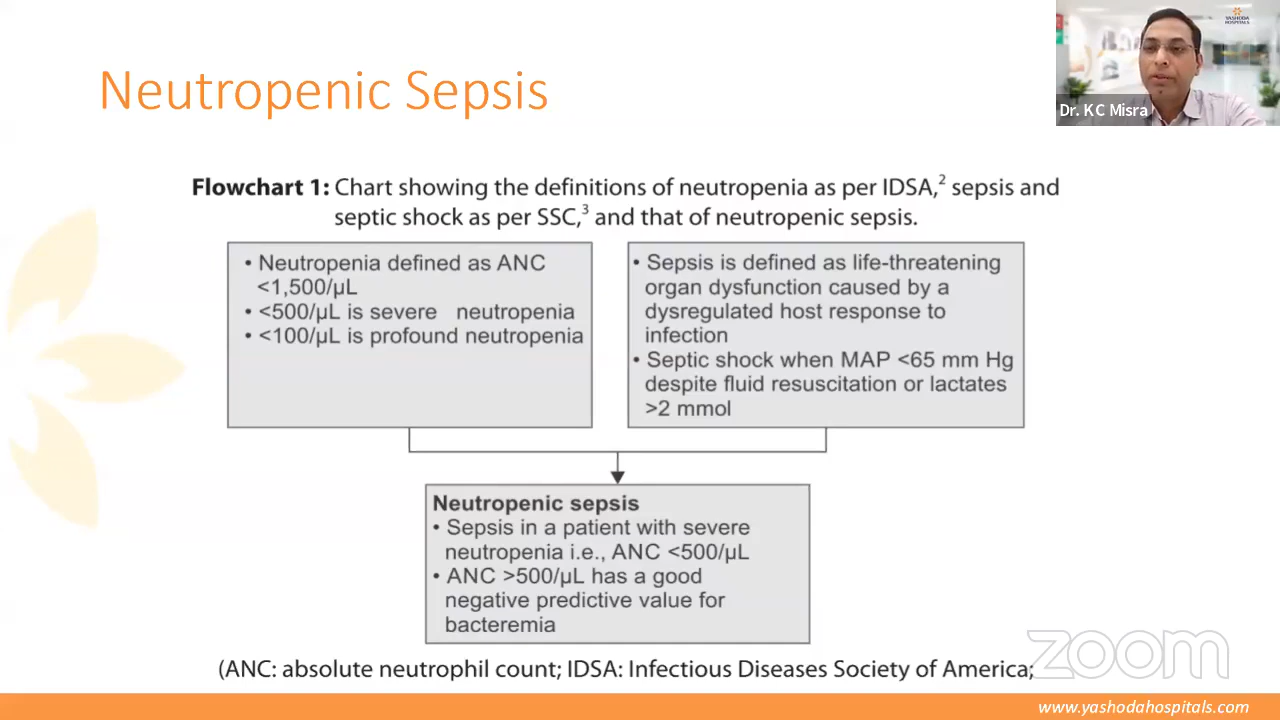 YASHODA
HOSPITALS
Dr. KC Misra
Neutropenic Sepsis
Flowchart 1: Chart showing the definitions of neutropenia as per IDSA,2 sepsis and
septic shock as per SSC,3 and that of neutropenic sepsis.
• Neutropenia defined as ANC
<1,500/µL
• <500/µL is severe neutropenia
• <100/µL is profound neutropenia
• Sepsis is defined as life-threatening
organ dysfunction caused by a
dysregulated host response to
infection
• Septic shock when MAP <65 mm Hg
despite fluid resuscitation or lactates
>2 mmol
Neutropenic sepsis
• Sepsis in a patient with severe
neutropenia i.e., ANC <500/µL
• ANC >500/µL has a good
negative predictive value for
bacteremia
(ANC: absolute neutrophil count; IDSA: Infectious Diseases Society of America;
zoom
www.yashodahospitals.com